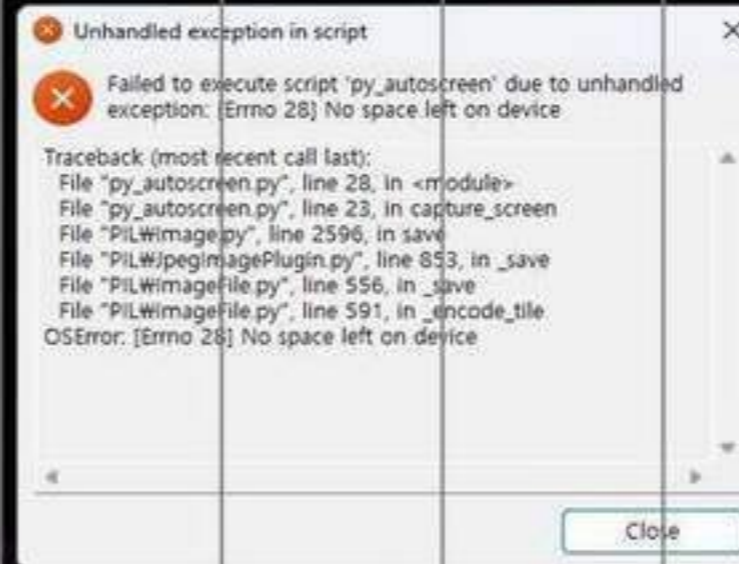 Unhandled exception in script
Failed to execute script 'py_autoscreen' due to unhandled
exception: [Errno 28] No space left on device
Traceback (most recent call last):
File "py_autoscreen.py", line 28, in <module>
File "py_autoscreen.py", line 23, in capture_screen
File "PIL₩Image.py", line 2596, in save
File "PIL₩JpegImagePlugin.py", line 853, in _save
File "PIL₩ImageFile.py", line 556, in _save
File "PIL₩ImageFile.py", line 591, in _encode_tile
OSError: [Errno 28] No space left on device
Close